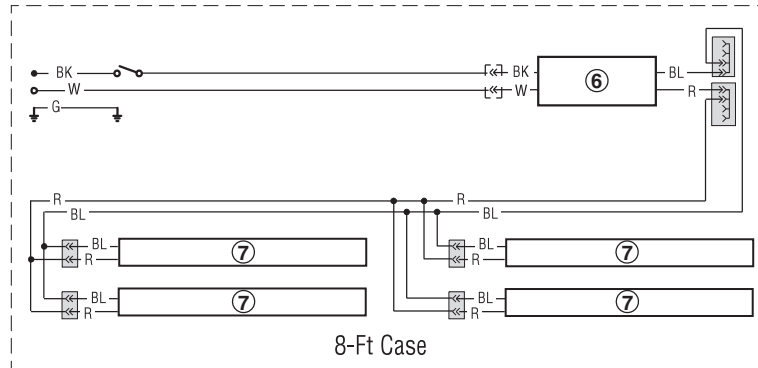 BK BK 6 BL
W W R
G
R R
BL BL
BL 7 BL 7
R R
BL 7 BL 7
R R
8-Ft Case